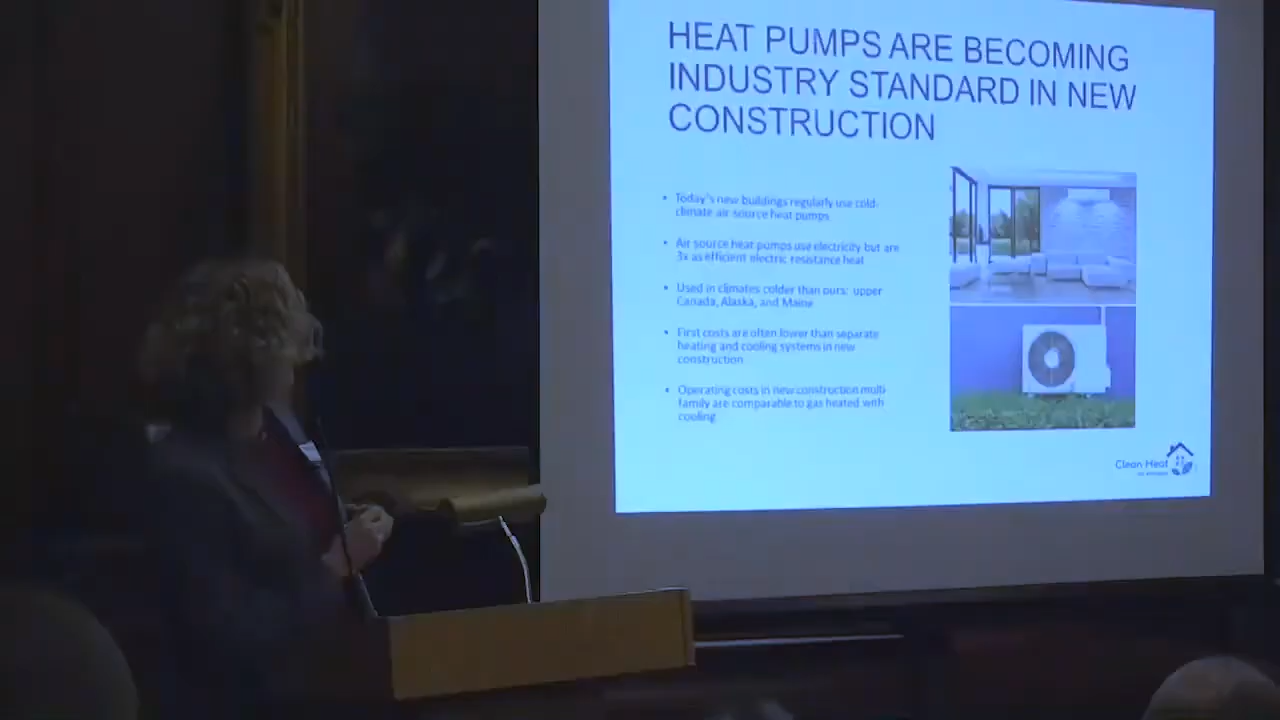 HEAT PUMPS ARE BECOMING
INDUSTRY STANDARD IN NEW
CONSTRUCTION
• Today's new buildings regularly use cold-
climate air source heat pumps
• Air source heat pumps use electricity but are
3x as efficient electric resistance heat
• Used in climates colder than ours: upper
Canada, Alaska, and Maine
• First costs are often lower than separate
heating and cooling systems in new
construction
• Operating costs in new construction multi-
family are comparable to gas heated with
cooling
Clean Heat